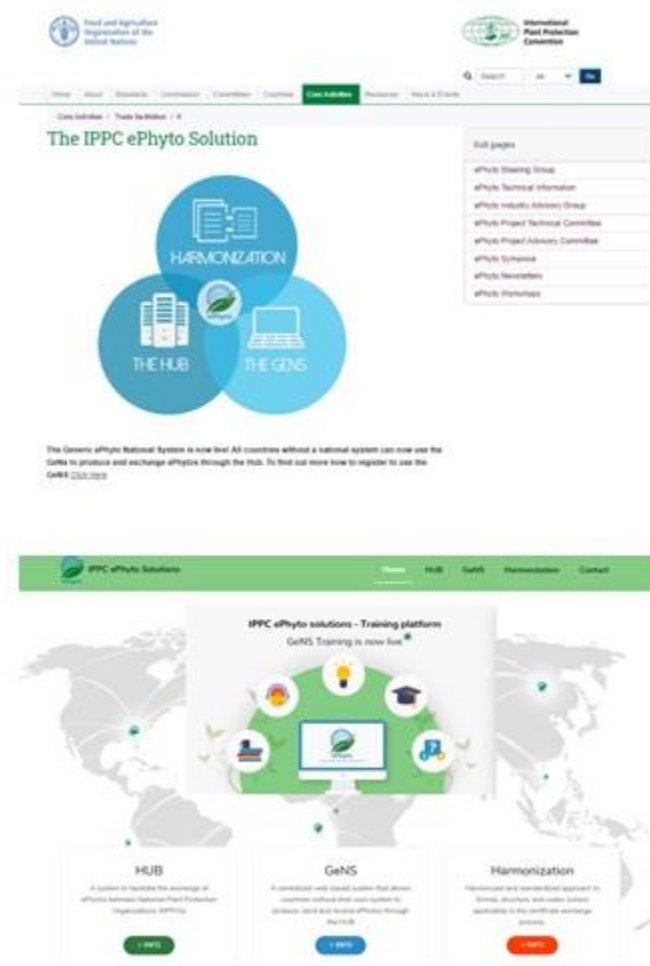 Food and Agriculture
Organization of the
United Nations
International
Plant Protection
Convention
Search All Go
Home About Standards Commission Committees Countries Core Activities Resources News & Events
Core Activities / Trade facilitation /
The IPPC ePhyto Solution
HARMONIZATION
THE HUB
THE GENS
ePhyto
Sub pages
ePhyto Steering Group
ePhyto Technical Information
ePhyto Industry Advisory Group
ePhyto Project Technical Committee
ePhyto Project Advisory Committee
ePhyto Symposia
ePhyto Newsletters
ePhyto Workshops
The Generic ePhyto National System is now live! All countries without a national system can now use the
GeNs to produce and exchange ePhytos through the Hub. To find out more how to register to use the
GeNS Click Here
IPPC ePhyto Solutions
Home HUB GeNS Harmonization Contact
IPPC ePhyto solutions - Training platform
GeNS Training is now live
ePhyto
HUB
A system to facilitate the exchange of
ePhytos between National Plant Protection
Organizations (NPPOs).
+ INFO
GeNS
A centralized web-based system that allows
countries without their own system to
produce, send and receive ePhytos through
the HUB.
+ INFO
Harmonization
Harmonized and standardized approach to
format, structure, and codes (when)
applicable in the certificate exchange
process.
+ INFO